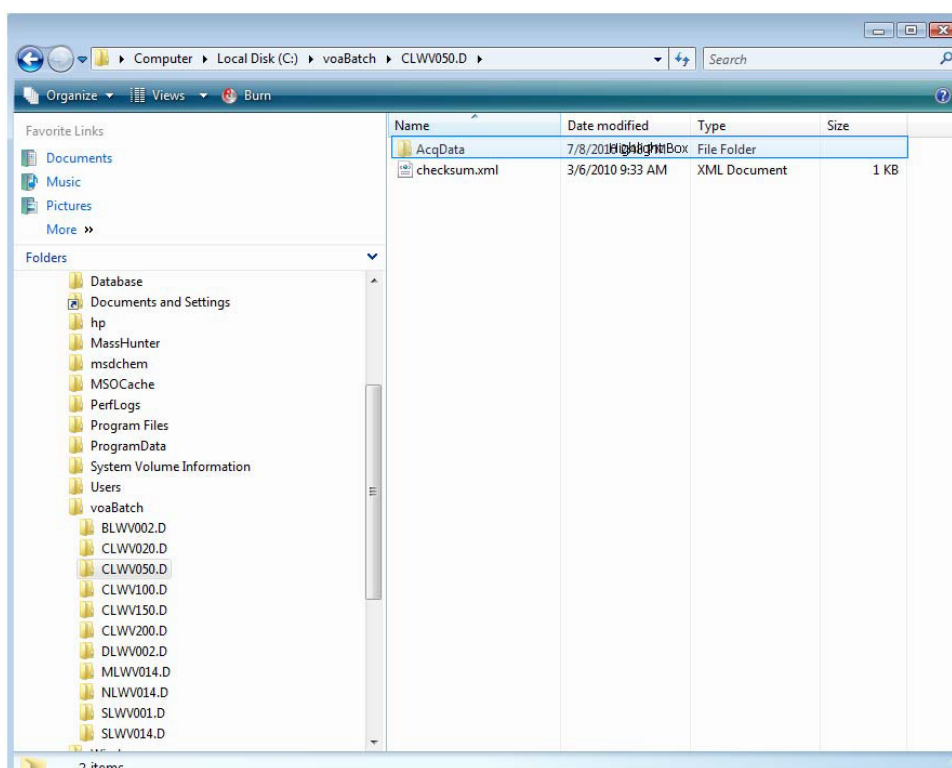 Computer Local Disk (C:) voaBatch CLWV050.D
Search
Organize Views Burn
Favorite Links
Documents
Music
Pictures
More »
Folders
Database
Documents and Settings
hp
MassHunter
msdchem
MSOCache
PerfLogs
Program Files
ProgramData
System Volume Information
Users
voaBatch
BLWV002.D
CLWV020.D
CLWV050.D
CLWV100.D
CLWV150.D
CLWV200.D
DLWV002.D
MLWV014.D
NLWV014.D
SLWV001.D
SLWV014.D
Name Date modified Type Size
AcqData HighlightBox File Folder
checksum.xml 3/6/2010 9:33 AM XML Document 1 KB
2 items